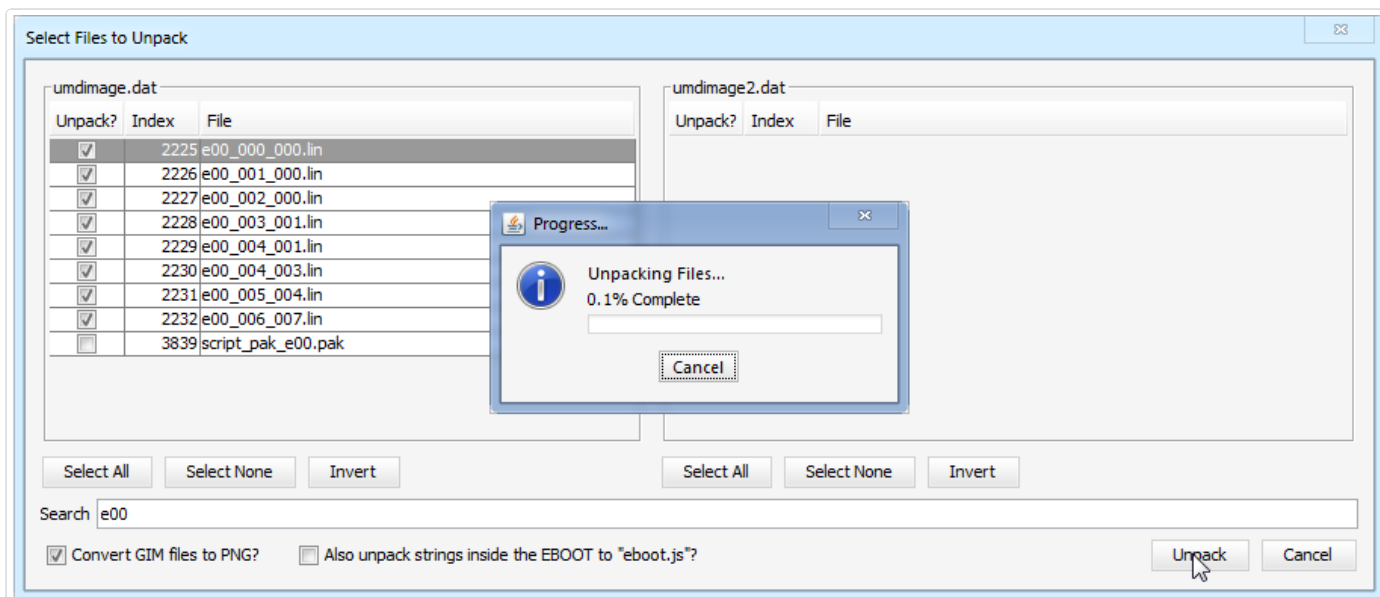 Select Files to Unpack
umdimage.dat
Unpack? Index File
2225 e00_000_000.lin
2226 e00_001_000.lin
2227 e00_002_000.lin
2228 e00_003_001.lin
2229 e00_004_001.lin
2230 e00_004_003.lin
2231 e00_005_004.lin
2232 e00_006_007.lin
3839 script_pak_e00.pak
Select All Select None Invert
umdimage2.dat
Unpack? Index File
Select All Select None Invert
Progress...
Unpacking Files...
0.1% Complete
Cancel
Search e00
Convert GIM files to PNG? Also unpack strings inside the EBOOT to "eboot.js"? Unpack Cancel